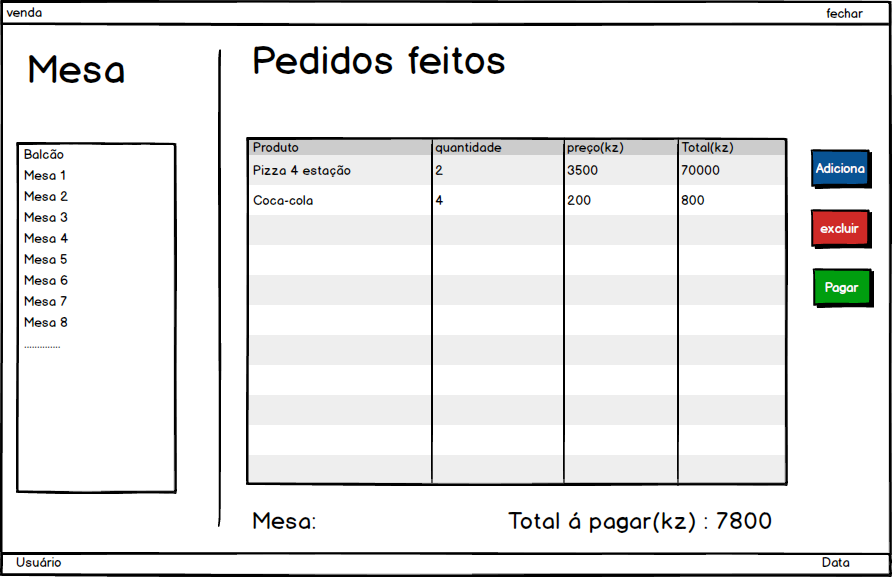 venda fechar
Mesa
Pedidos feitos
Balcão
Mesa 1
Mesa 2
Mesa 3
Mesa 4
Mesa 5
Mesa 6
Mesa 7
Mesa 8
..............
Produto quantidade preço(kz) Total(kz)
Pizza 4 estação 2 3500 70000
Coca-cola 4 200 800
Adiciona
excluir
Pagar
Mesa: Total á pagar(kz) : 7800
Usuário Data